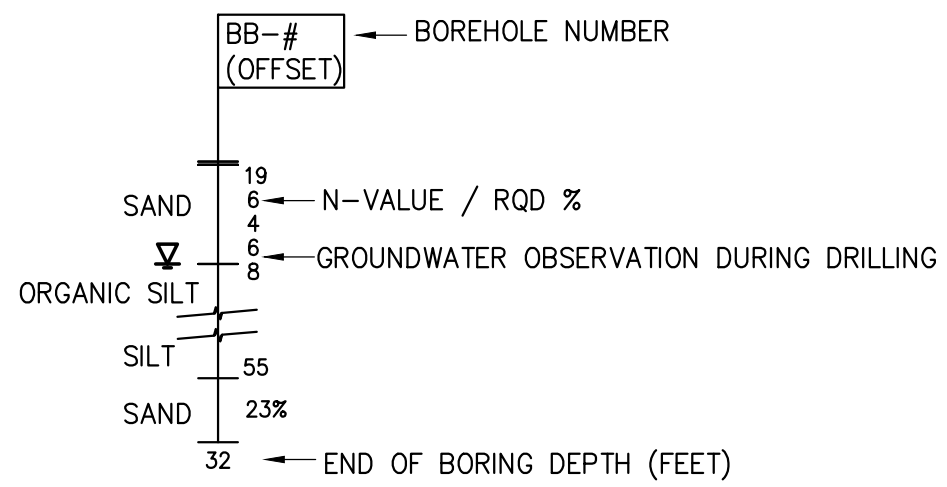 BB-#
(OFFSET)
BOREHOLE NUMBER
19
SAND
6
N-VALUE / RQD %
4
6
GROUNDWATER OBSERVATION DURING DRILLING
8
ORGANIC SILT
SILT
55
SAND
23%
32
END OF BORING DEPTH (FEET)